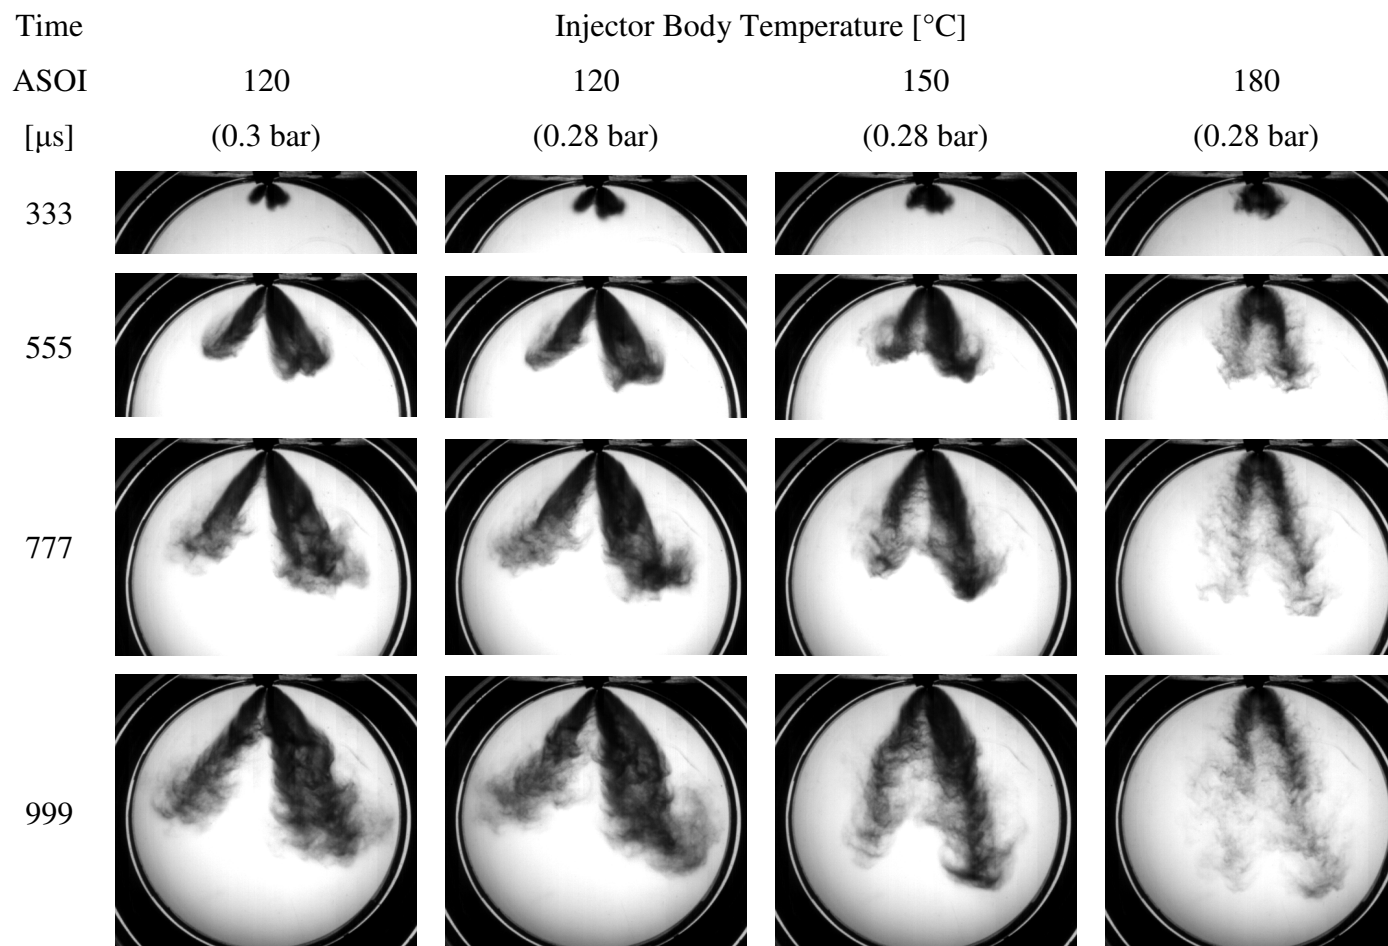 Time Injector Body Temperature [°C]
ASOI 120 120 150 180
[μs] (0.3 bar) (0.28 bar) (0.28 bar) (0.28 bar)
333
555
777
999